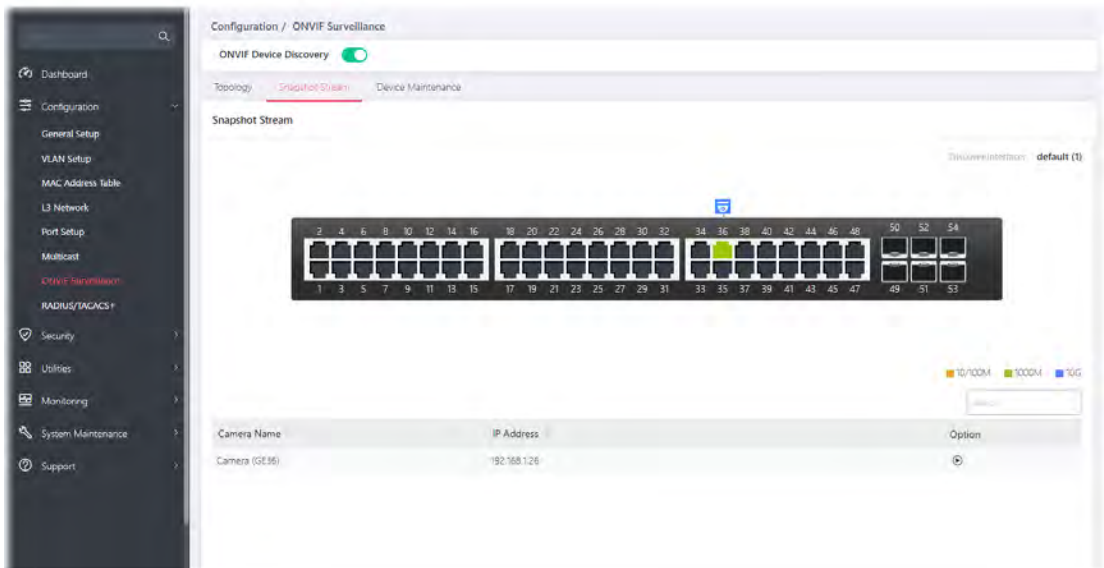 Configuration / ONVIF Surveillance
ONVIF Device Discovery
Dashboard
Configuration
General Setup
VLAN Setup
MAC Address Table
L3 Network
Port Setup
Multicast
ONVIF Surveillance
RADIUS/TACACS+
Security
Utilities
Monitoring
System Maintenance
Support
Topology Snapshot Stream Device Maintenance
Snapshot Stream
default (1)
2 4 6 8 10 12 14 16 18 20 22 24 26 28 30 32 34 36 38 40 42 44 46 48 50 52 54
1 3 5 7 9 11 13 15 17 19 21 23 25 27 29 31 33 35 37 39 41 43 45 47 49 51 53
10/100M 1000M 10G
Camera Name IP Address Option
Camera (GE36) 192.168.1.26